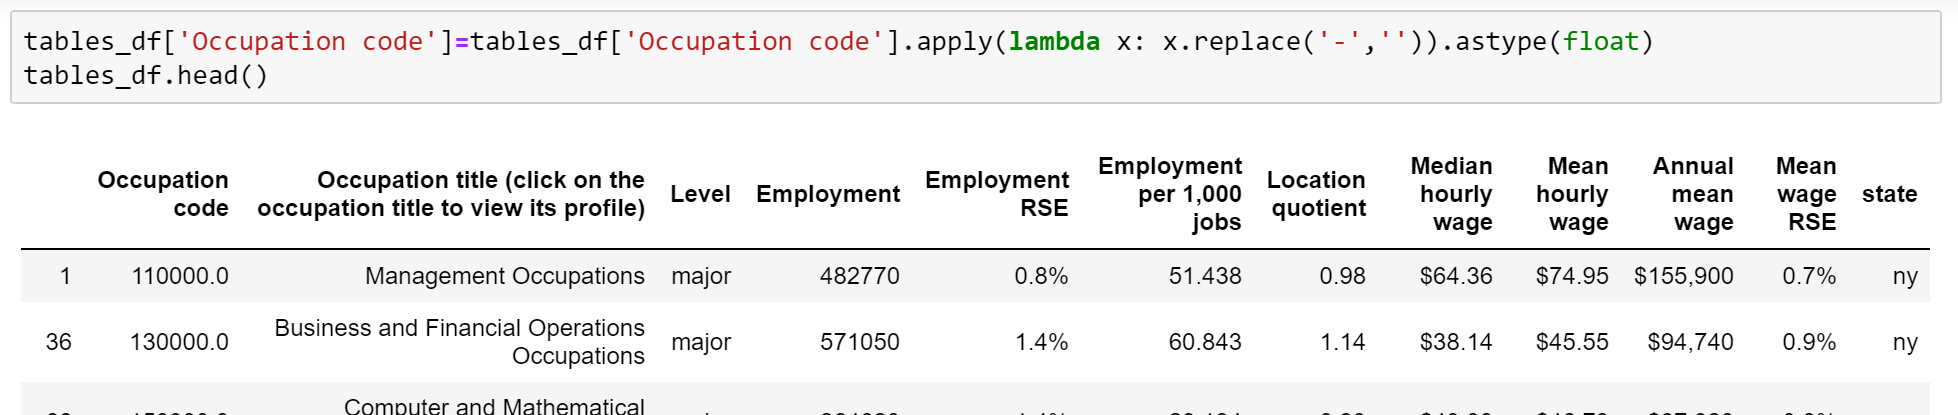 tables_df['Occupation code']=tables_df['Occupation code'].apply(lambda x: x.replace('-','')).astype(float)
tables_df.head()
Occupation code Occupation title (click on the occupation title to view its profile) Level Employment Employment RSE Employment per 1,000 jobs Location quotient Median hourly wage Mean hourly wage Annual mean wage Mean wage RSE state
1 110000.0 Management Occupations major 482770 0.8% 51.438 0.98 $64.36 $74.95 $155,900 0.7% ny
36 130000.0 Business and Financial Operations Occupations major 571050 1.4% 60.843 1.14 $38.14 $45.55 $94,740 0.9% ny
Computer and Mathematical